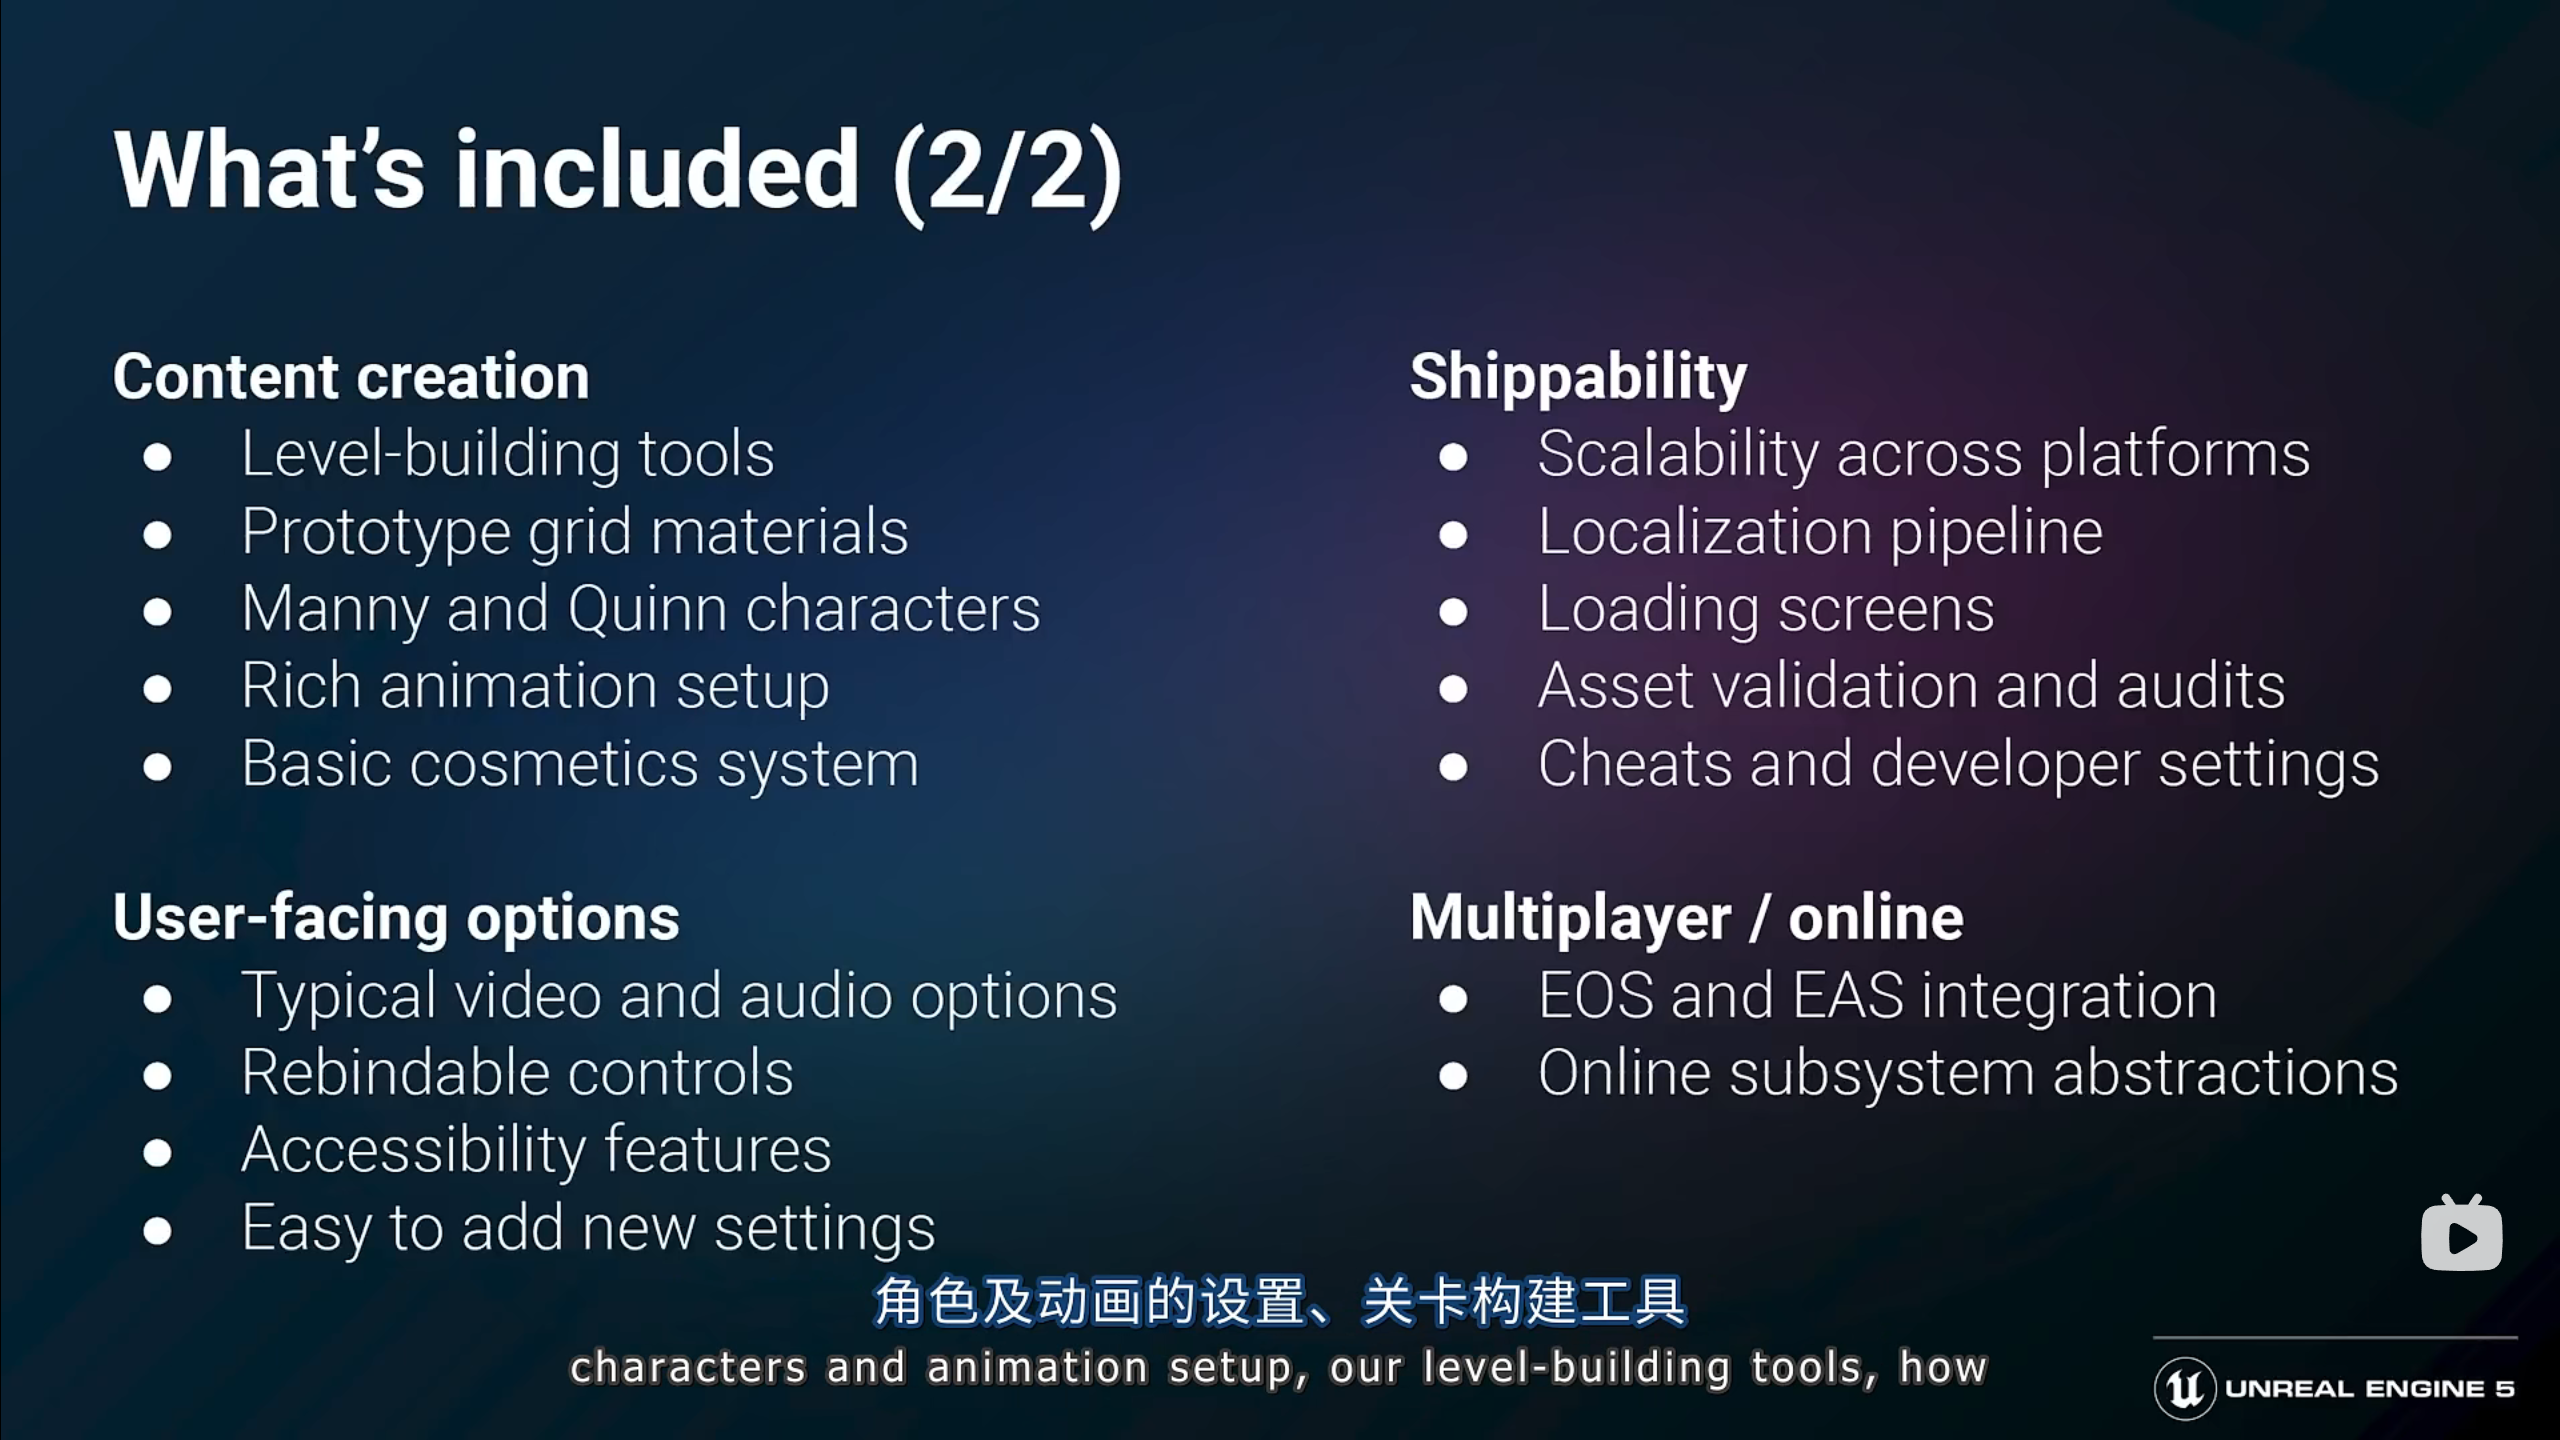 What’s included (2/2)
Content creation
● Level-building tools
● Prototype grid materials
● Manny and Quinn characters
● Rich animation setup
● Basic cosmetics system
User-facing options
● Typical video and audio options
● Rebindable controls
● Accessibility features
● Easy to add new settings
Shippability
● Scalability across platforms
● Localization pipeline
● Loading screens
● Asset validation and audits
● Cheats and developer settings
Multiplayer / online
● EOS and EAS integration
● Online subsystem abstractions
角色及动画的设置、关卡构建工具
characters and animation setup, our level-building tools, how
UNREAL ENGINE 5